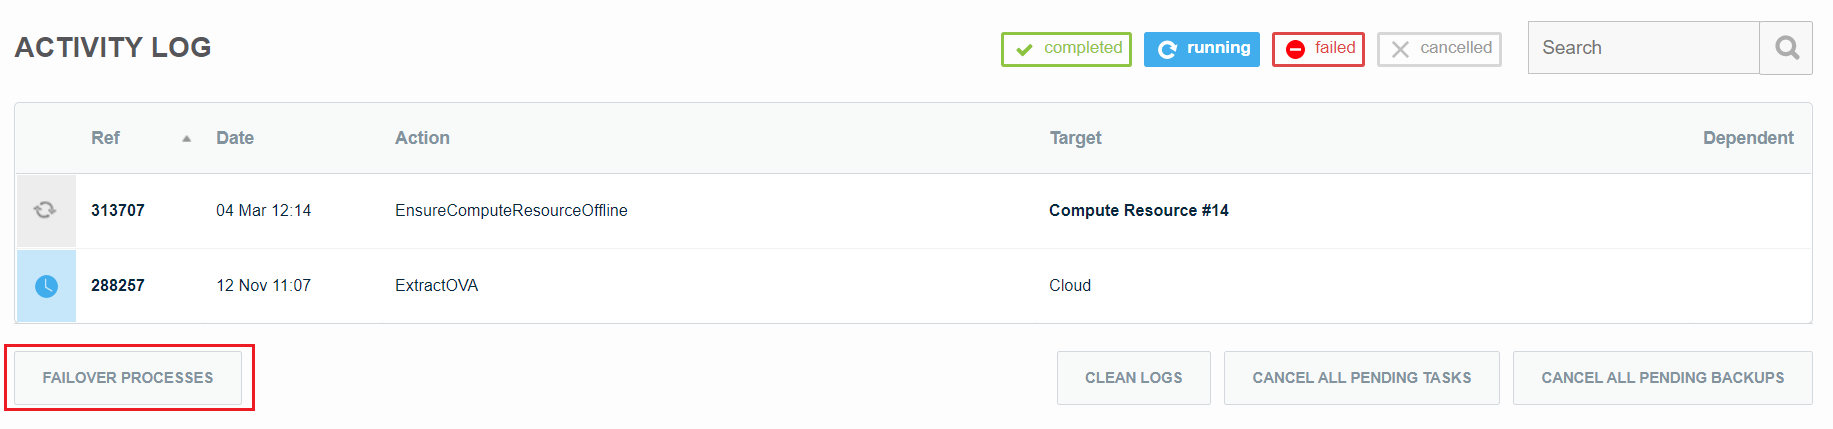 ACTIVITY LOG
completed running failed cancelled Search
Ref Date Action Target Dependent
313707 04 Mar 12:14 EnsureComputeResourceOffline Compute Resource #14
288257 12 Nov 11:07 ExtractOVA Cloud
FAILOVER PROCESSES CLEAN LOGS CANCEL ALL PENDING TASKS CANCEL ALL PENDING BACKUPS